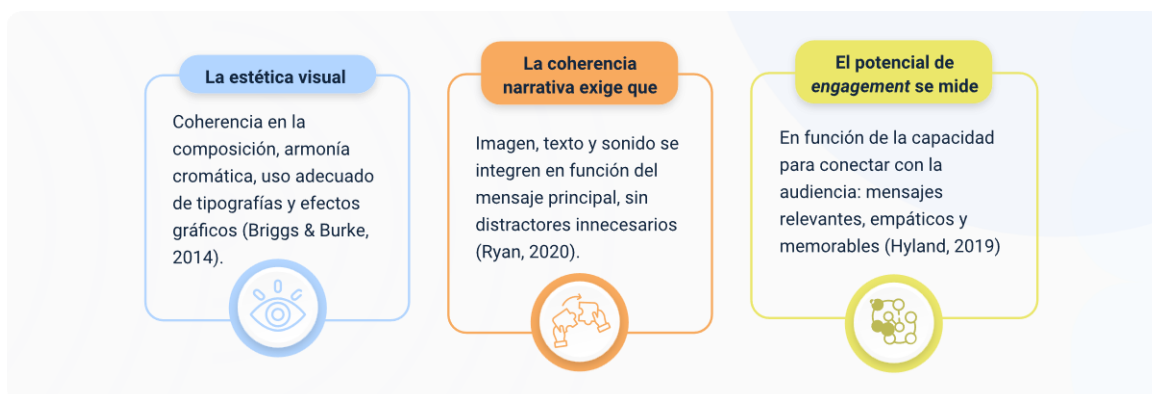 La estética visual
Coherencia en la
composición, armonía
cromática, uso adecuado
de tipografías y efectos
gráficos (Briggs & Burke,
2014).
La coherencia
narrativa exige que
Imagen, texto y sonido se
integren en función del
mensaje principal, sin
distractores innecesarios
(Ryan, 2020).
El potencial de
engagement se mide
En función de la capacidad
para conectar con la
audiencia: mensajes
relevantes, empáticos y
memorables (Hyland, 2019)